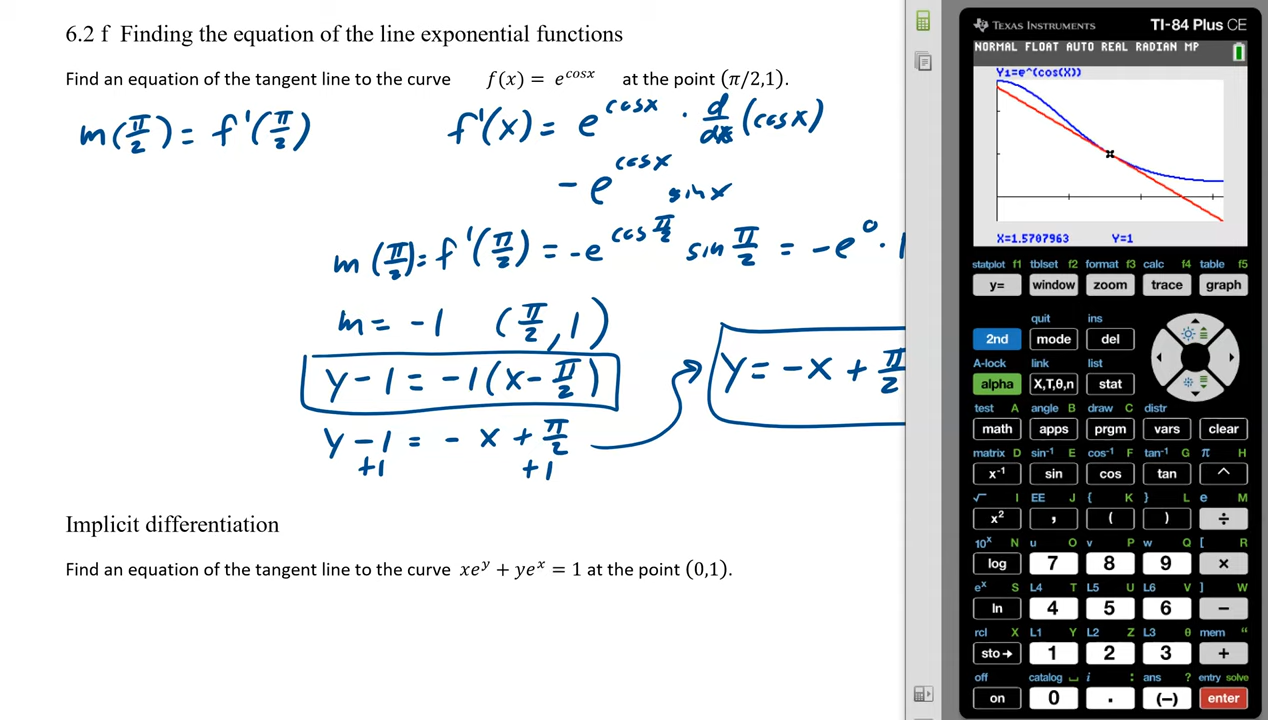 6.2 f Finding the equation of the line exponential functions
Find an equation of the tangent line to the curve f(x) = e^cosx at the point (π/2,1).
m(π/2) = f'(π/2)
f'(x) = e^cosx · d/dx (cosx)
- e^cosx sinx
m(π/2) = f'(π/2) = -e^cos π/2 sin π/2 = -e^0 · 1
m = -1 (π/2, 1)
y - 1 = -1(x - π/2)
y = -x + π/2
y - 1 = - x + π/2
+1 +1
Implicit differentiation
Find an equation of the tangent line to the curve xe^y + ye^x = 1 at the point (0,1).
TEXAS INSTRUMENTS TI-84 Plus CE
NORMAL FLOAT AUTO REAL RADIAN MP
Y1=e^(cos(X))
X=1.5707963 Y=1
statplot f1 tblset f2 format f3 calc f4 table f5
y= window zoom trace graph
quit ins
2nd mode del
A-lock link list
alpha X,T,θ,n stat
test A angle B draw C distr
math apps prgm vars clear
matrix D sin-1 E cos-1 F tan-1 G π H
x-1 sin cos tan ^
√ I EE J { K } L e M
x2 , ( ) ÷
10x N u O v P w Q [ R
log 7 8 9 ×
ex S L4 T L5 U L6 V ] W
ln 4 5 6 −
rcl X L1 Y L2 Z L3 θ mem “
sto→ 1 2 3 +
off catalog i : ans ? entry solve
on 0 . (−) enter